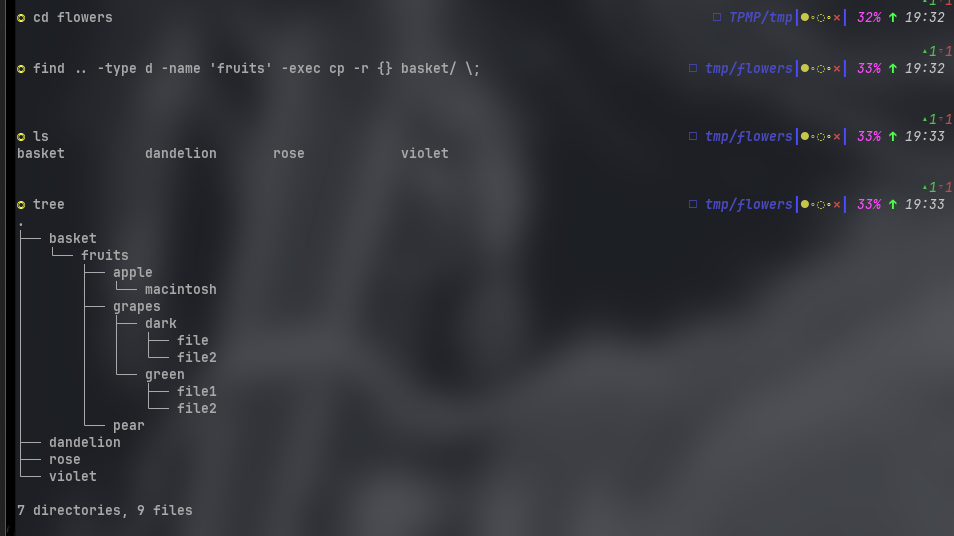 cd flowers TPMP/tmp 32% ↑ 19:32
find .. -type d -name 'fruits' -exec cp -r {} basket/ \; tmp/flowers 33% ↑ 19:32
ls tmp/flowers 33% ↑ 19:33
basket dandelion rose violet
tree tmp/flowers 33% ↑ 19:33
.
├── basket
│   └── fruits
│       ├── apple
│       │   └── macintosh
│       ├── grapes
│       │   ├── dark
│       │   │   ├── file
│       │   │   └── file2
│       │   └── green
│       │       ├── file1
│       │       └── file2
│       └── pear
├── dandelion
├── rose
└── violet
7 directories, 9 files